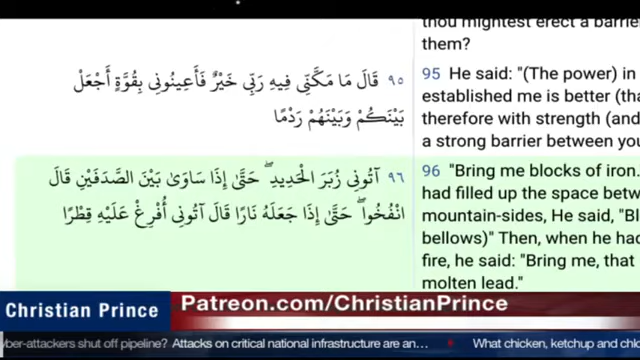 thou mightest erect a barrier
them?
٩٥ قَالَ مَا مَكَّنِّي فِيهِ رَبِّي خَيْرٌ فَأَعِينُونِي بِقُوَّةٍ أَجْعَلْ
بَيْنَكُمْ وَبَيْنَهُمْ رَدْمًا
95 He said: "(The power) in
established me is better (tha
therefore with strength (and
a strong barrier between you
٩٦ آتُونِي زُبَرَ الْحَدِيدِ ۖ حَتَّىٰ إِذَا سَاوَىٰ بَيْنَ الصَّدَفَيْنِ قَالَ
انْفُخُوا ۖ حَتَّىٰ إِذَا جَعَلَهُ نَارًا قَالَ آتُونِي أُفْرِغْ عَلَيْهِ قِطْرًا
96 "Bring me blocks of iron.
had filled up the space betwe
mountain-sides, He said, "Bl
bellows)" Then, when he had
fire, he said: "Bring me, that
molten lead."
Christian Prince
Patreon.com/ChristianPrince
yber-attackers shut off pipeline? Attacks on critical national infrastructure are an… What chicken, ketchup and chi